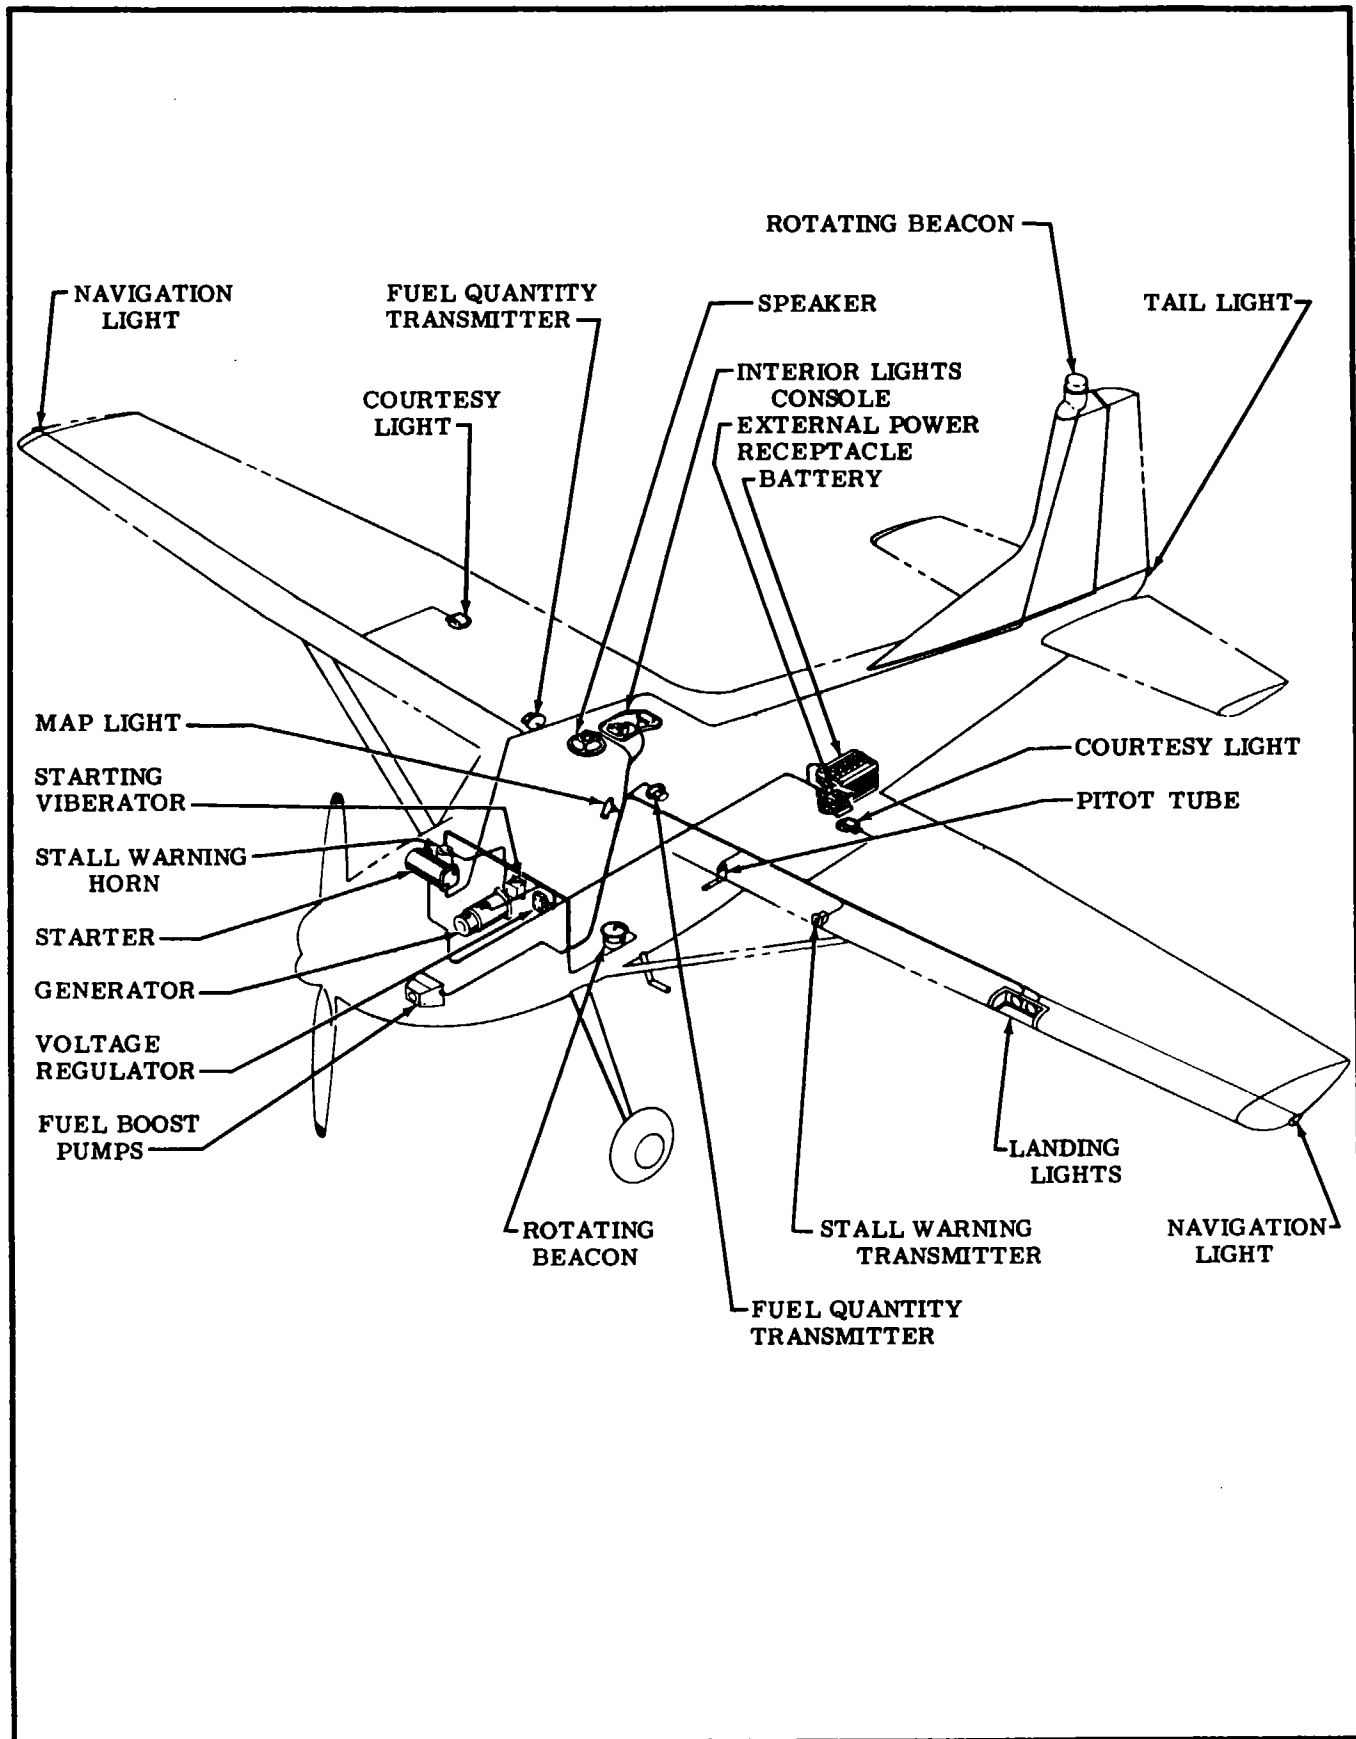 ROTATING BEACON
NAVIGATION
LIGHT
FUEL QUANTITY
TRANSMITTER
SPEAKER
TAIL LIGHT
COURTESY
LIGHT
INTERIOR LIGHTS
CONSOLE
EXTERNAL POWER
RECEPTACLE
BATTERY
MAP LIGHT
STARTING
VIBERATOR
STALL WARNING
HORN
STARTER
GENERATOR
VOLTAGE
REGULATOR
FUEL BOOST
PUMPS
COURTESY LIGHT
PITOT TUBE
LANDING
LIGHTS
ROTATING
BEACON
STALL WARNING
TRANSMITTER
NAVIGATION
LIGHT
FUEL QUANTITY
TRANSMITTER